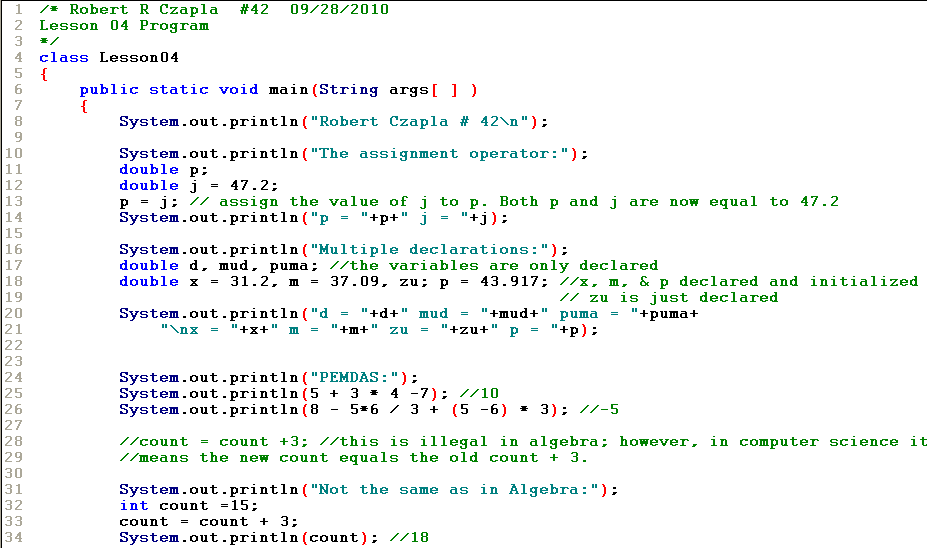 1 /* Robert R Czapla  #42  09/28/2010
2 Lesson 04 Program
3 */
4 class Lesson04
5 {
6     public static void main(String args[ ] )
7     {
8         System.out.println("Robert Czapla # 42\n");
9
10         System.out.println("The assignment operator:");
11         double p;
12         double j = 47.2;
13         p = j; // assign the value of j to p. Both p and j are now equal to 47.2
14         System.out.println("p = "+p+" j = "+j);
15
16         System.out.println("Multiple declarations:");
17         double d, mud, puma; //the variables are only declared
18         double x = 31.2, m = 37.09, zu; p = 43.917; //x, m, & p declared and initialized
19                                                     // zu is just declared
20         System.out.println("d = "+d+" mud = "+mud+" puma = "+puma+
21             "\nx = "+x+" m = "+m+" zu = "+zu+" p = "+p);
22
23
24         System.out.println("PEMDAS:");
25         System.out.println(5 + 3 * 4 -7); //10
26         System.out.println(8 - 5*6 / 3 + (5 -6) * 3); //-5
27
28         //count = count +3; //this is illegal in algebra; however, in computer science it
29         //means the new count equals the old count + 3.
30
31         System.out.println("Not the same as in Algebra:");
32         int count =15;
33         count = count + 3;
34         System.out.println(count); //18